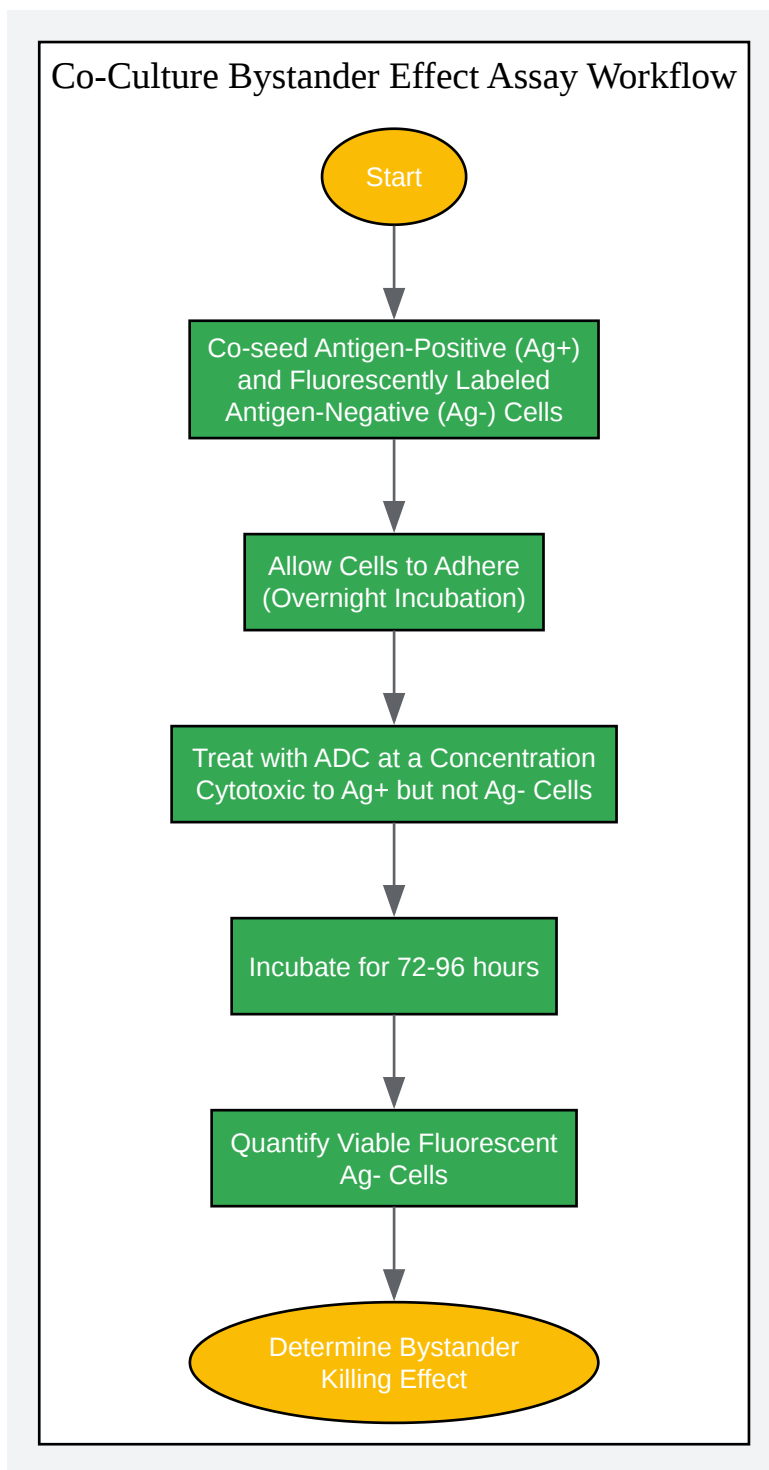 Co-Culture Bystander Effect Assay Workflow
Start
Co-seed Antigen-Positive (Ag+)
and Fluorescently Labeled
Antigen-Negative (Ag-) Cells
Allow Cells to Adhere
(Overnight Incubation)
Treat with ADC at a Concentration
Cytotoxic to Ag+ but not Ag- Cells
Incubate for 72-96 hours
Quantify Viable Fluorescent
Ag- Cells
Determine Bystander
Killing Effect